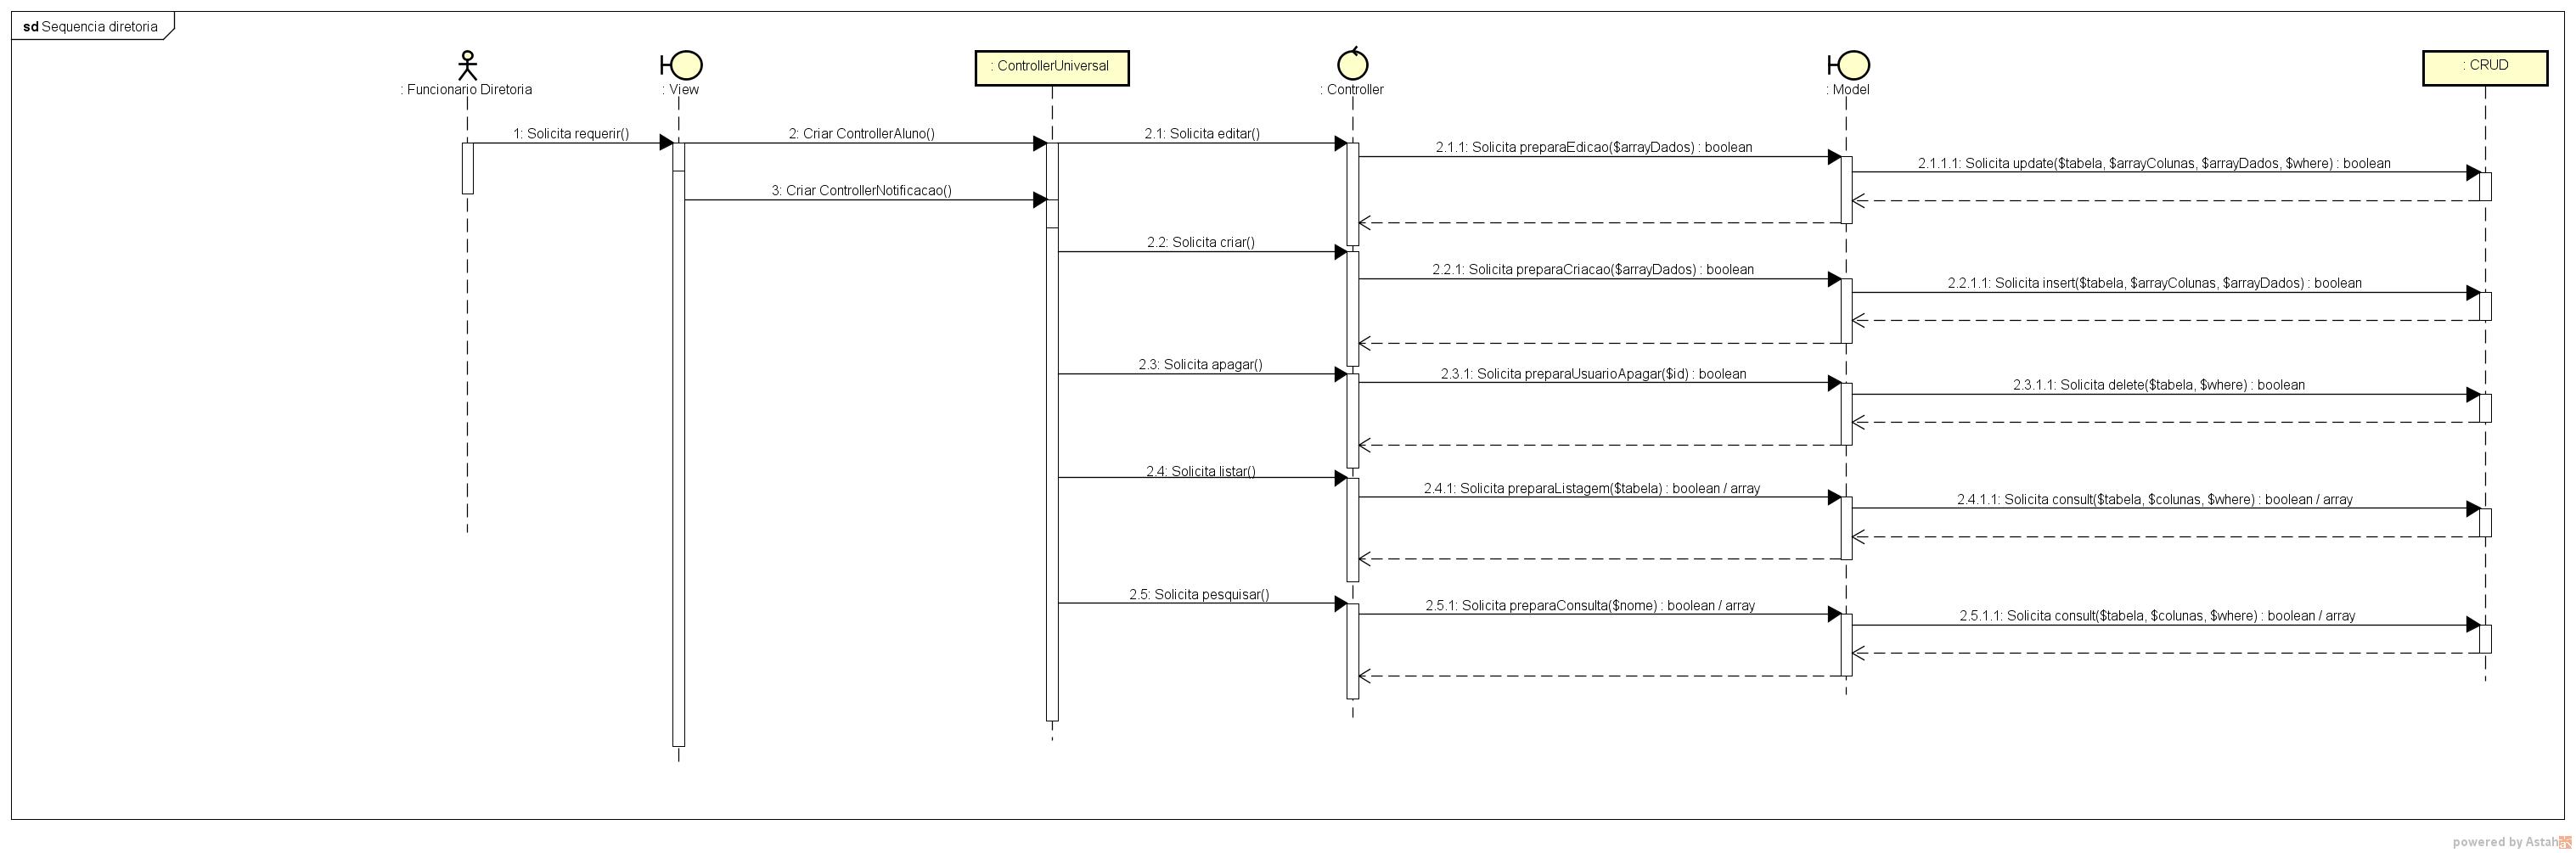 sd Sequencia diretoria
: Funcionario Diretoria
: View
: ControllerUniversal
: Controller
: Model
: CRUD
1: Solicita requerir()
2: Criar ControllerAluno()
2.1: Solicita editar()
2.1.1: Solicita preparaEdicao($arrayDados) : boolean
2.1.1.1: Solicita update($tabela, $arrayColunas, $arrayDados, $where) : boolean
3: Criar ControllerNotificacao()
2.2: Solicita criar()
2.2.1: Solicita preparaCriacao($arrayDados) : boolean
2.2.1.1: Solicita insert($tabela, $arrayColunas, $arrayDados) : boolean
2.3: Solicita apagar()
2.3.1: Solicita preparaUsuarioApagar($id) : boolean
2.3.1.1: Solicita delete($tabela, $where) : boolean
2.4: Solicita listar()
2.4.1: Solicita preparaListagem($tabela) : boolean / array
2.4.1.1: Solicita consult($tabela, $colunas, $where) : boolean / array
2.5: Solicita pesquisar()
2.5.1: Solicita preparaConsulta($nome) : boolean / array
2.5.1.1: Solicita consult($tabela, $colunas, $where) : boolean / array
powered by Astah